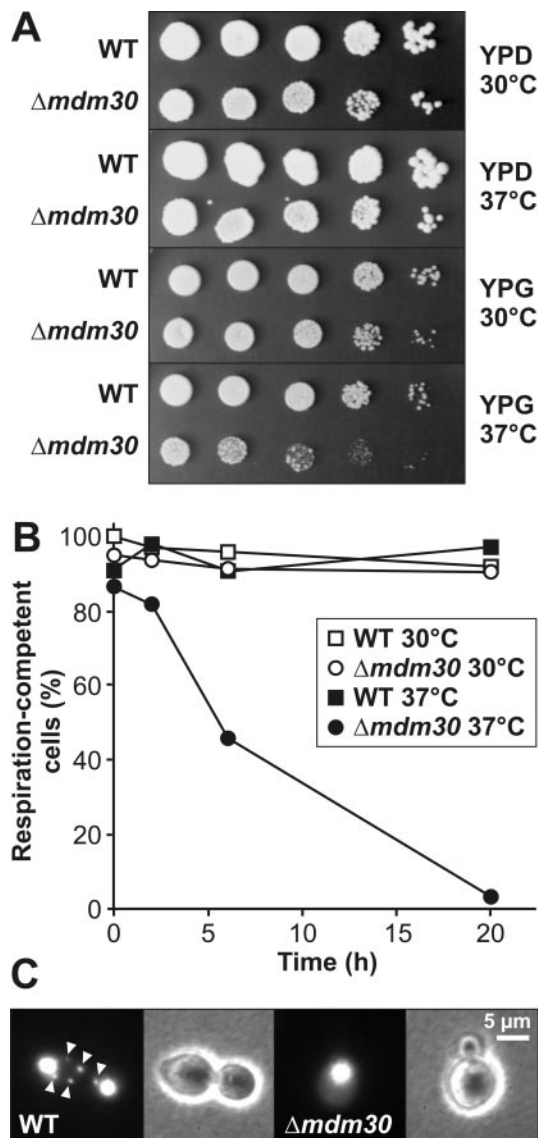 A
WT
Δmdm30
YPD
30°C
WT
Δmdm30
YPD
37°C
WT
Δmdm30
YPG
30°C
WT
Δmdm30
YPG
37°C
B
Respiration-competent
cells (%)
100
80
60
40
20
0
0
5
10
15
20
Time (h)
WT 30°C
Δmdm30 30°C
WT 37°C
Δmdm30 37°C
C
WT
Δmdm30
5 µm